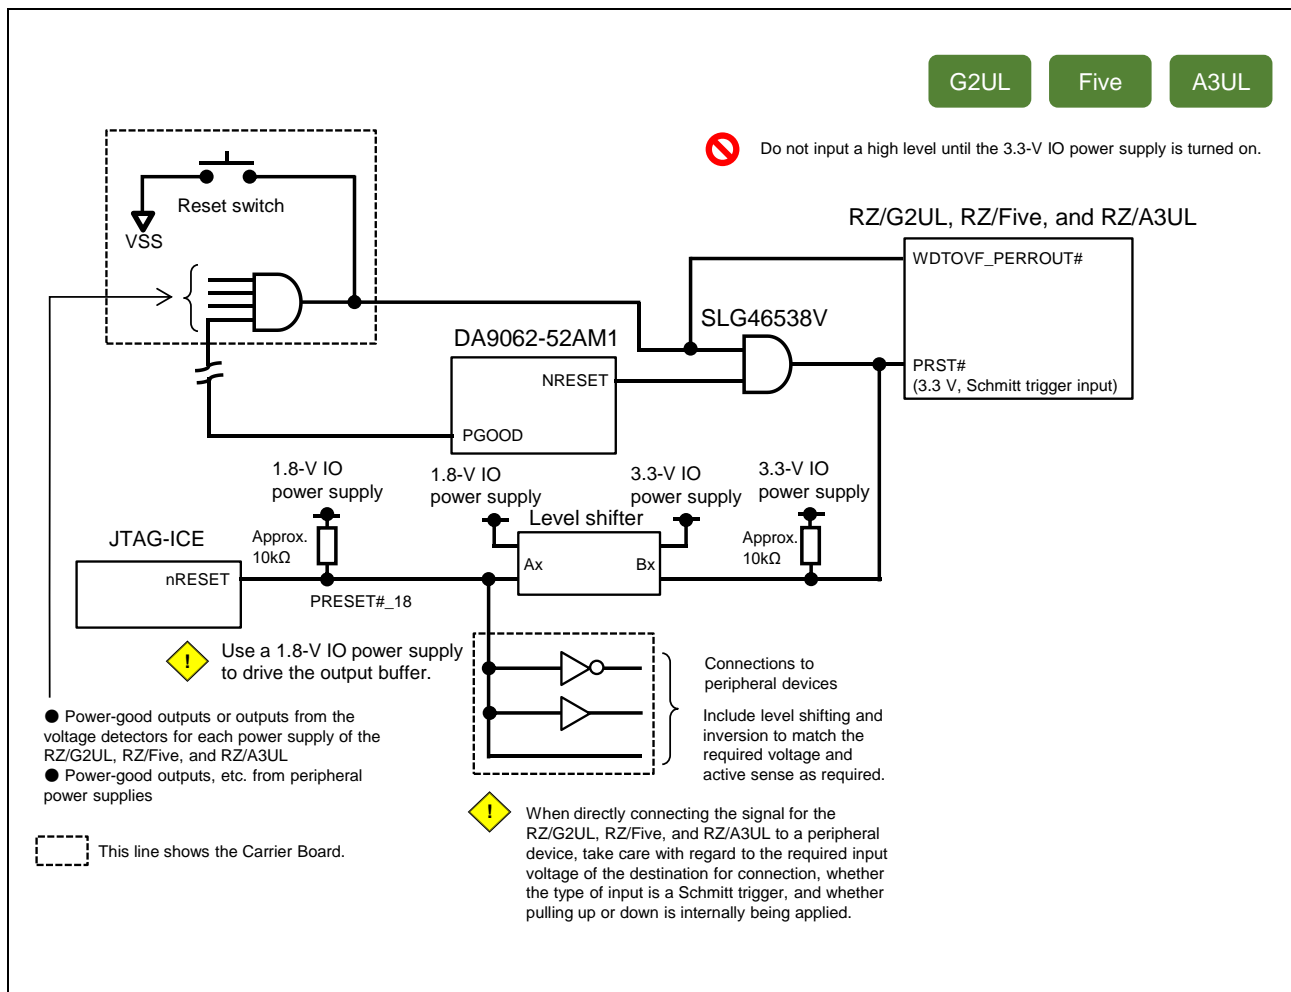 G2UL
Five
A3UL
Do not input a high level until the 3.3-V IO power supply is turned on.
Reset switch
VSS
RZ/G2UL, RZ/Five, and RZ/A3UL
WDTOVF_PERROUT#
SLG46538V
DA9062-52AM1
NRESET
PRST#
(3.3 V, Schmitt trigger input)
PGOOD
1.8-V IO
power supply
1.8-V IO
power supply
3.3-V IO
power supply
3.3-V IO
power supply
Level shifter
JTAG-ICE
Approx.
10kΩ
Approx.
10kΩ
nRESET
Ax
Bx
PRESET#_18
! Use a 1.8-V IO power supply
to drive the output buffer.
Connections to
peripheral devices
Include level shifting and
inversion to match the
required voltage and
active sense as required.
● Power-good outputs or outputs from the
voltage detectors for each power supply of the
RZ/G2UL, RZ/Five, and RZ/A3UL
● Power-good outputs, etc. from peripheral
power supplies
! When directly connecting the signal for the
RZ/G2UL, RZ/Five, and RZ/A3UL to a peripheral
device, take care with regard to the required input
voltage of the destination for connection, whether
the type of input is a Schmitt trigger, and whether
pulling up or down is internally being applied.
This line shows the Carrier Board.